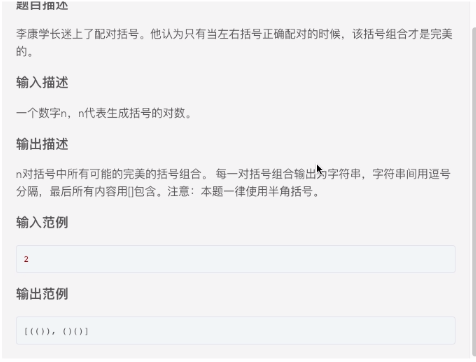 题目描述
李康学长迷上了配对括号。他认为只有当左右括号正确配对的时候，该括号组合才是完美
的。
输入描述
一个数字n，n代表生成括号的对数。
输出描述
n对括号中所有可能的完美的括号组合。 每一对括号组合输出为字符串，字符串间用逗号
分隔，最后所有内容用[]包含。注意：本题一律使用半角括号。
输入范例
2
输出范例
[(()), ()()]